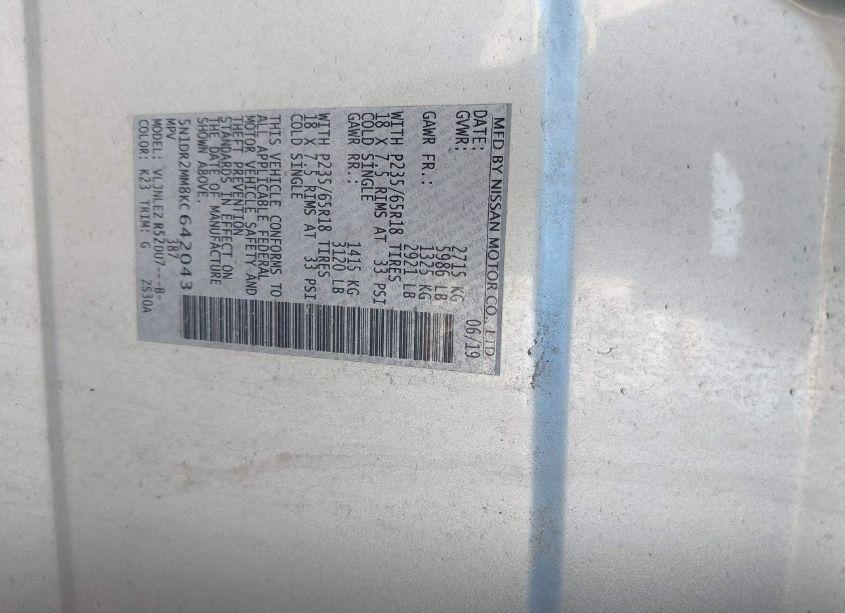 MFD BY NISSAN MOTOR CO., LTD
DATE: 06/19
GVWR: 2715 KG
5986 LB
GAWR FR.: 1325 KG
2921 LB
WITH P235/65R18 TIRES
18 X 7.5 RIMS AT 33 PSI
COLD SINGLE
GAWR RR.: 1415 KG
3120 LB
WITH P235/65R18 TIRES
18 X 7.5 RIMS AT 33 PSI
COLD SINGLE
THIS VEHICLE CONFORMS TO
ALL APPLICABLE FEDERAL
MOTOR VEHICLE SAFETY AND
THEFT PREVENTION
STANDARDS IN EFFECT ON
THE DATE OF MANUFACTURE
SHOWN ABOVE.
5N1DR2MM8KC642043
MPV 387
MODEL: VLJNLEZ R52DU7---B-
COLOR: K23 TRIM: G ZS30A